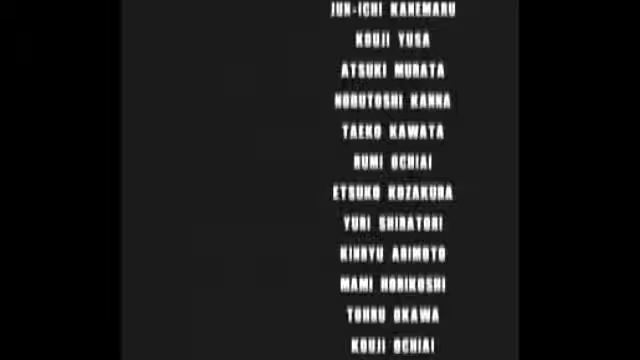 JUN-ICHI KANEMARU
KOUJI YUSA
ATSUKI MURATA
NOBUTOSHI KANNA
TAEKO KAWATA
RUMI OCHIAI
ETSUKO KOZAKURA
YURI SHIRATORI
KINRYU ARIMOTO
MAMI HORIKOSHI
TOHRU OKAWA
KOUJI OCHIAI